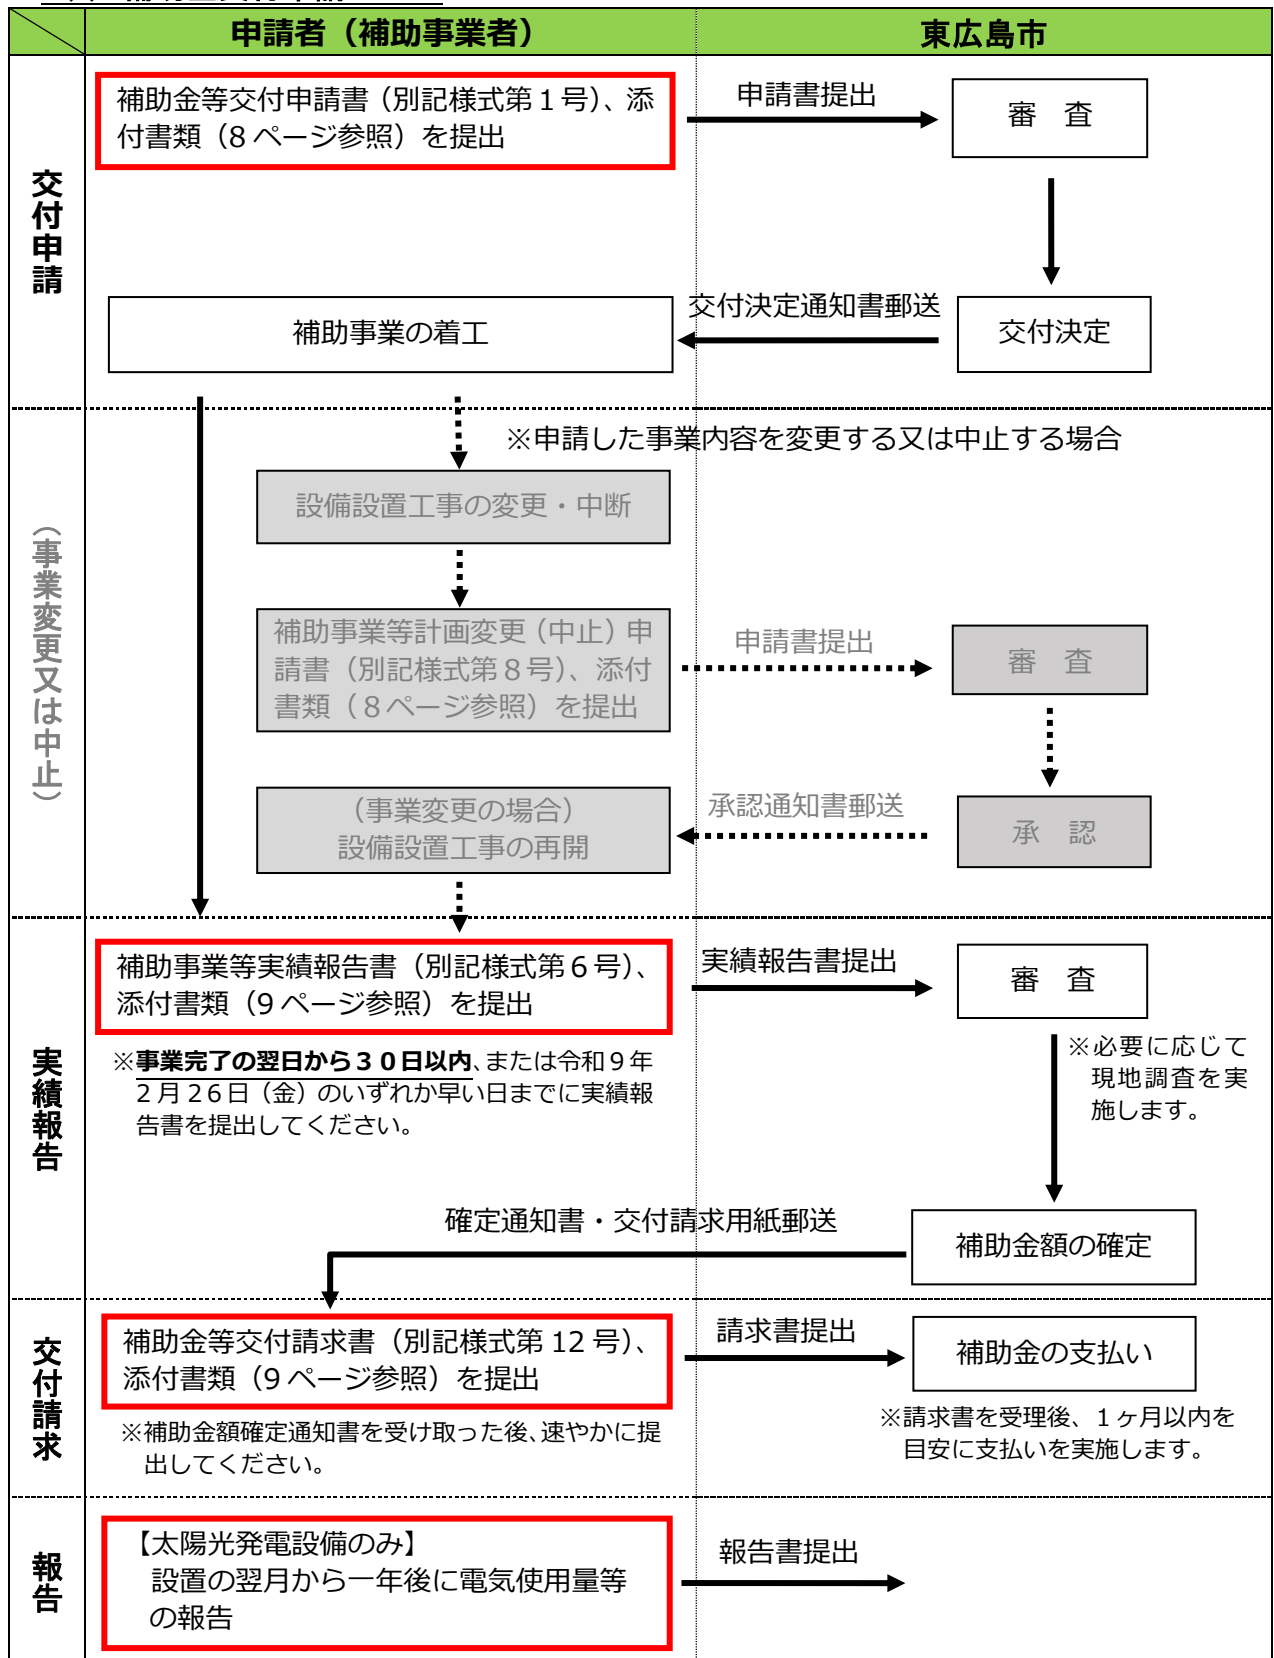 申請者（補助事業者）
東広島市
交付申請
補助金等交付申請書（別記様式第１号）、添
付書類（8 ページ参照）を提出
申請書提出
審　査
交付決定通知書郵送
補助事業の着工
交付決定
（事業変更又は中止）
※申請した事業内容を変更する又は中止する場合
設備設置工事の変更・中断
補助事業等計画変更（中止）申
請書（別記様式第８号）、添付
書類（８ページ参照）を提出
申請書提出
審　査
（事業変更の場合）
設備設置工事の再開
承認通知書郵送
承　認
実績報告
補助事業等実績報告書（別記様式第６号）、
添付書類（9 ページ参照）を提出
実績報告書提出
審　査
※事業完了の翌日から３０日以内、または令和９年
２月２６日（金）のいずれか早い日までに実績報
告書を提出してください。
※必要に応じて
現地調査を実
施します。
確定通知書・交付請求用紙郵送
補助金額の確定
交付請求
補助金等交付請求書（別記様式第 12 号）、
添付書類（9 ページ参照）を提出
請求書提出
補助金の支払い
※補助金額確定通知書を受け取った後、速やかに提
出してください。
※請求書を受理後、１ヶ月以内を
目安に支払いを実施します。
報告
【太陽光発電設備のみ】
設置の翌月から一年後に電気使用量等
の報告
報告書提出